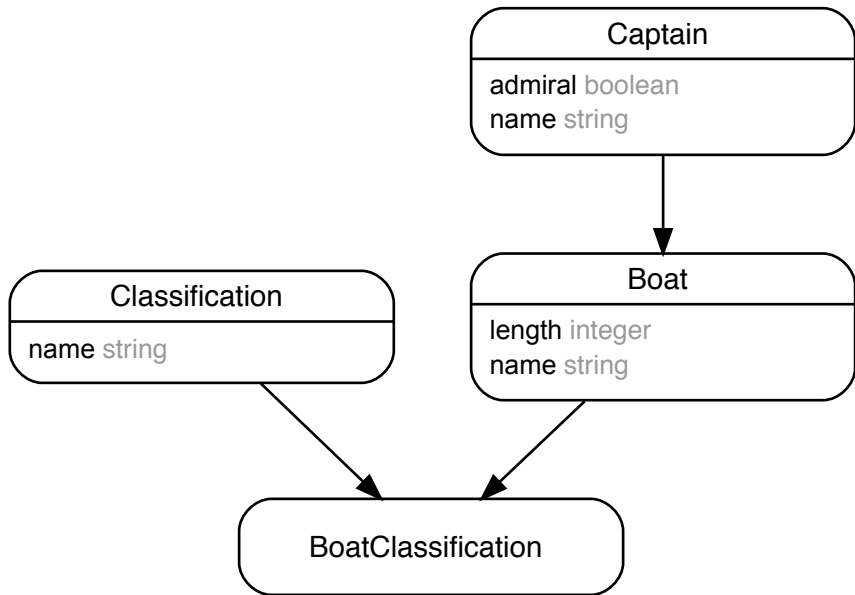 Captain
admiral boolean
name string
Classification
name string
Boat
length integer
name string
BoatClassification